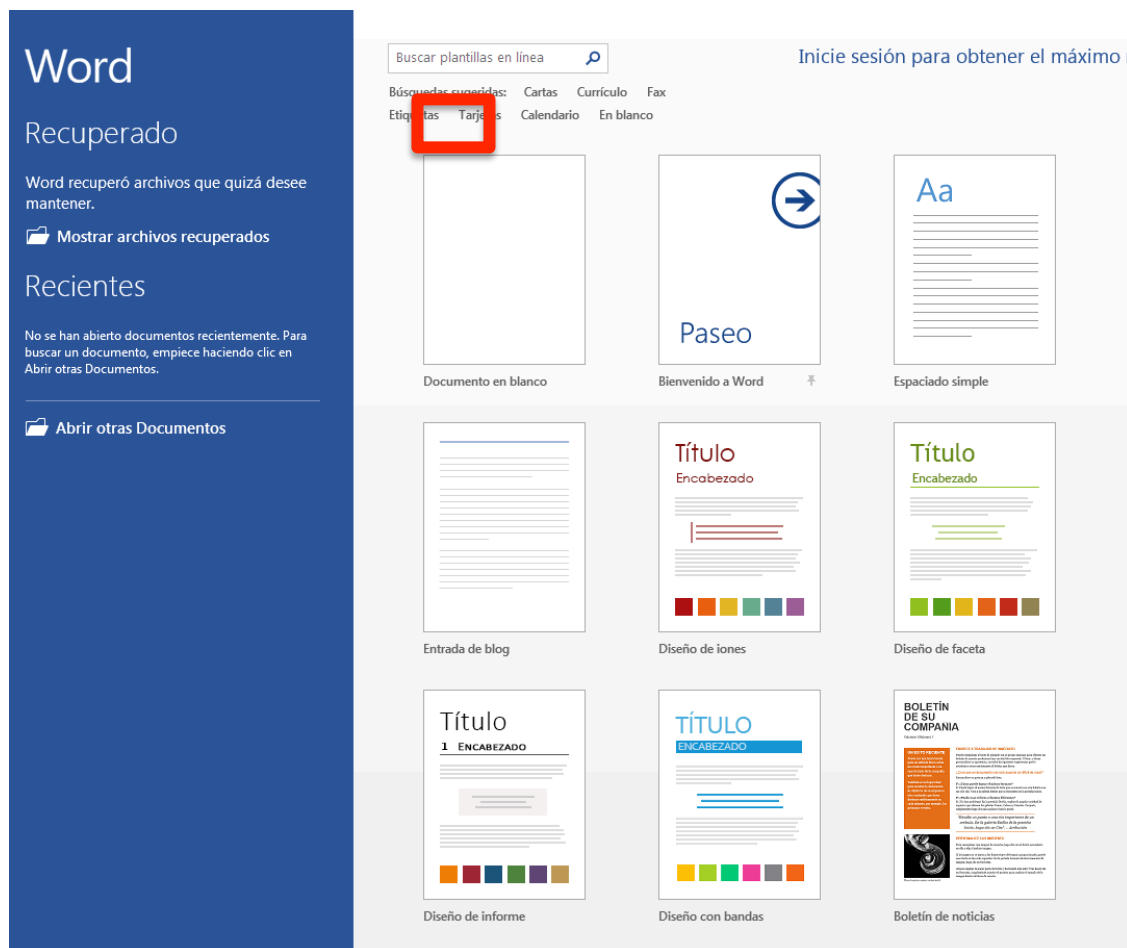 Word
Recuperado
Word recuperó archivos que quizá desee
mantener.
Mostrar archivos recuperados
Recientes
No se han abierto documentos recientemente. Para
buscar un documento, empiece haciendo clic en
Abrir otras Documentos.
Abrir otras Documentos
Buscar plantillas en línea
Inicie sesión para obtener el máximo
Búsquedas sugeridas: Cartas Currículo Fax
Etiquetas Tarjetas Calendario En blanco
Paseo
Aa
Documento en blanco
Bienvenido a Word
Espaciado simple
Título
Encabezado
Título
Encabezado
Entrada de blog
Diseño de iones
Diseño de faceta
Título
1 ENCABEZADO
TÍTULO
ENCABEZADO
BOLETÍN
DE SU
COMPAÑIA
Diseño de informe
Diseño con bandas
Boletín de noticias